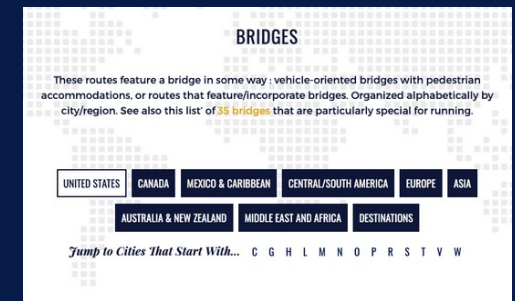 BRIDGES
These routes feature a bridge in some way : vehicle-oriented bridges with pedestrian
accommodations, or routes that feature/incorporate bridges. Organized alphabetically by
city/region. See also this list' of 35 bridges that are particularly special for running.
UNITED STATES CANADA MEXICO & CARIBBEAN CENTRAL/SOUTH AMERICA EUROPE ASIA
AUSTRALIA & NEW ZEALAND MIDDLE EAST AND AFRICA DESTINATIONS
Jump to Cities That Start With... C G H L M N O P R S T V W